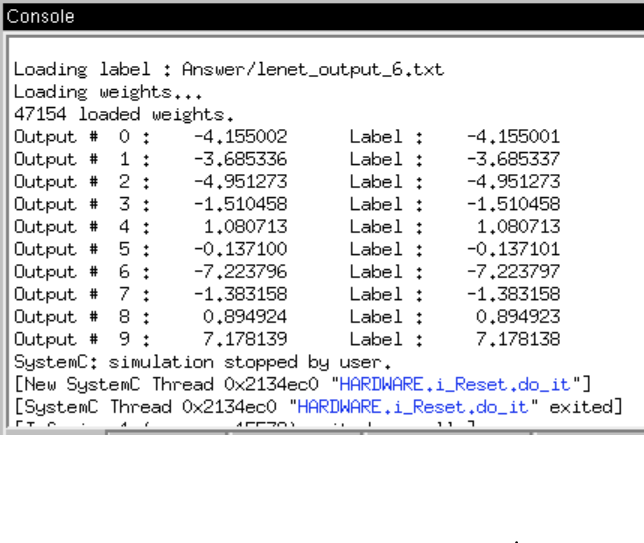 Console
Loading label : Answer/lenet_output_6.txt
Loading weights...
47154 loaded weights.
Output #  0 :     -4.155002       Label :     -4.155001
Output #  1 :     -3.685336       Label :     -3.685337
Output #  2 :     -4.951273       Label :     -4.951273
Output #  3 :     -1.510458       Label :     -1.510458
Output #  4 :      1.080713       Label :      1.080713
Output #  5 :     -0.137100       Label :     -0.137101
Output #  6 :     -7.223796       Label :     -7.223797
Output #  7 :     -1.383158       Label :     -1.383158
Output #  8 :      0.894924       Label :      0.894923
Output #  9 :      7.178139       Label :      7.178138
SystemC: simulation stopped by user.
[New SystemC Thread 0x2134ec0 "HARDWARE.i_Reset.do_it"]
[SystemC Thread 0x2134ec0 "HARDWARE.i_Reset.do_it" exited]